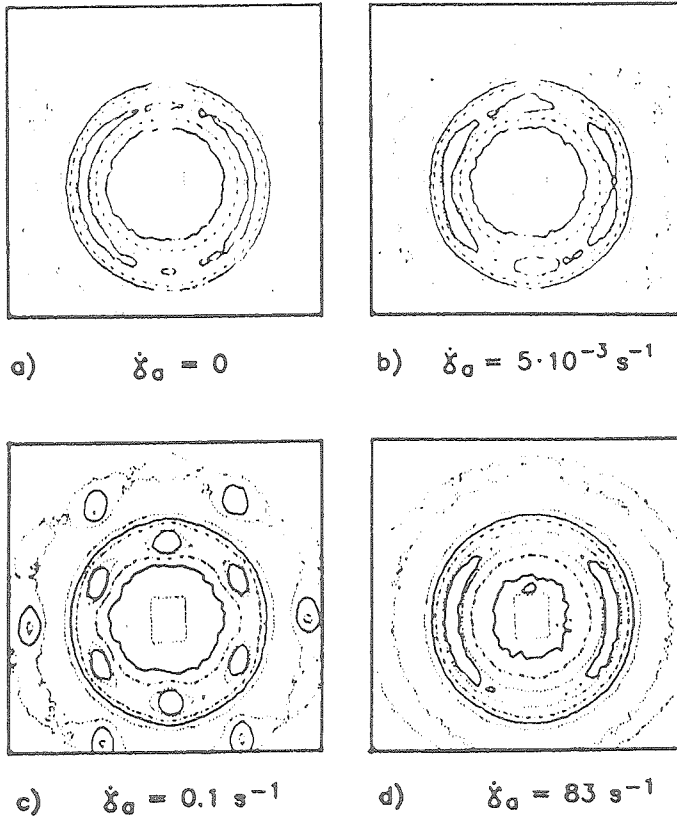 a) γ̇ₐ = 0
b) γ̇ₐ = 5·10⁻³ s⁻¹
c) γ̇ₐ = 0.1 s⁻¹
d) γ̇ₐ = 83 s⁻¹